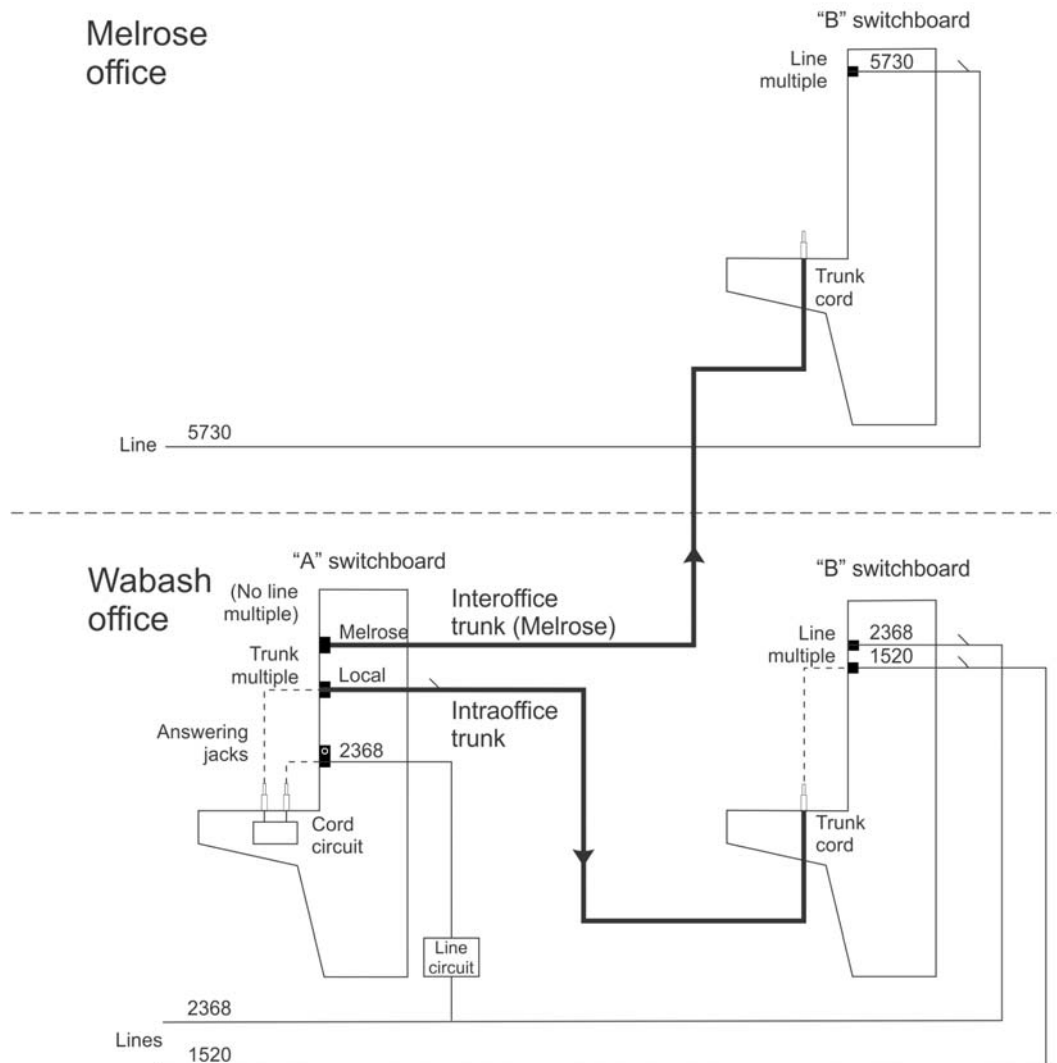 Melrose
office
“B” switchboard
Line
multiple
5730
Trunk
cord
Line
5730
Wabash
office
“A” switchboard
(No line
multiple)
Melrose
Interoffice
trunk (Melrose)
Trunk
multiple
Local
Intraoffice
trunk
Answering
jacks
2368
Cord
circuit
Line
circuit
“B” switchboard
Line
multiple
2368
1520
Trunk
cord
2368
Lines
1520